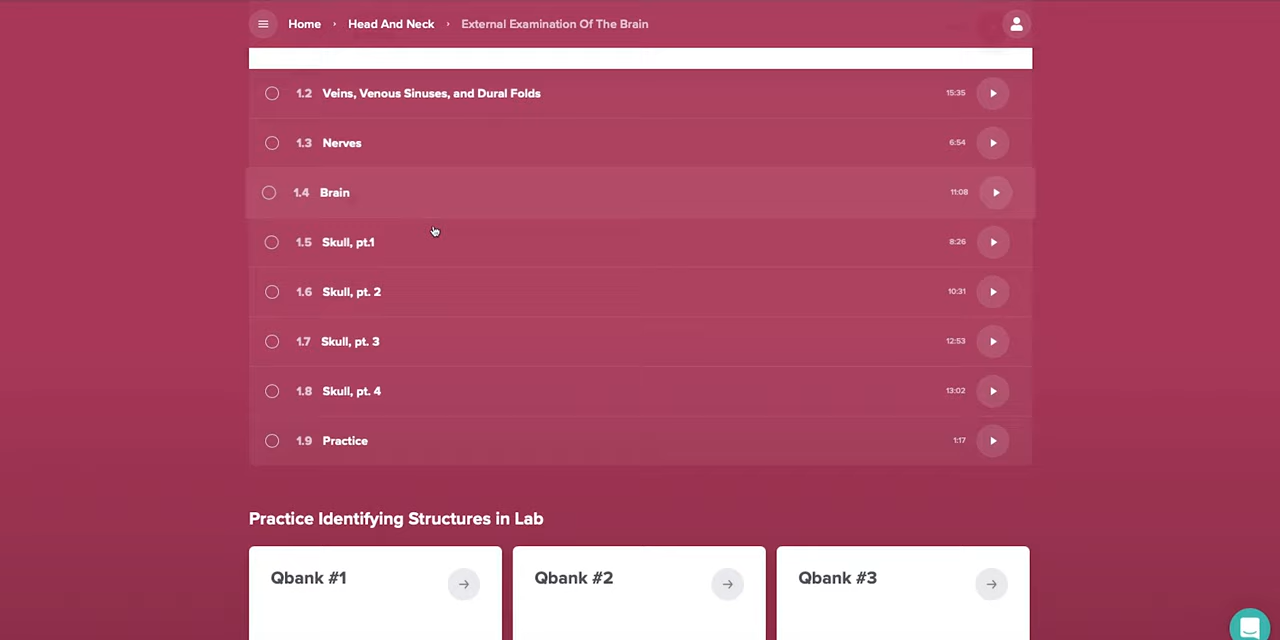 Home › Head And Neck › External Examination Of The Brain
1.2 Veins, Venous Sinuses, and Dural Folds 15:35
1.3 Nerves 6:54
1.4 Brain 11:08
1.5 Skull, pt.1 8:26
1.6 Skull, pt. 2 10:31
1.7 Skull, pt. 3 12:53
1.8 Skull, pt. 4 13:02
1.9 Practice 1:17
Practice Identifying Structures in Lab
Qbank #1
Qbank #2
Qbank #3